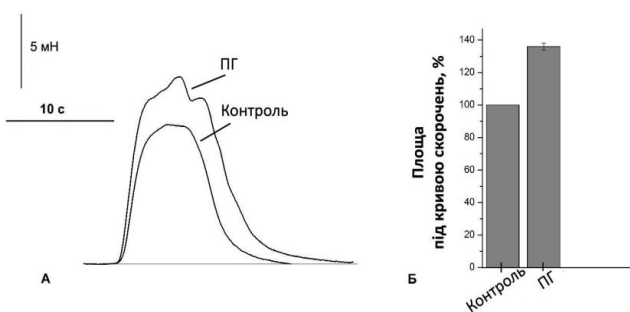 5 мН
10 с
ПГ
Контроль
А
Площа
під кривою скорочень, %
140
120
100
80
60
40
20
0
Контроль
ПГ
Б